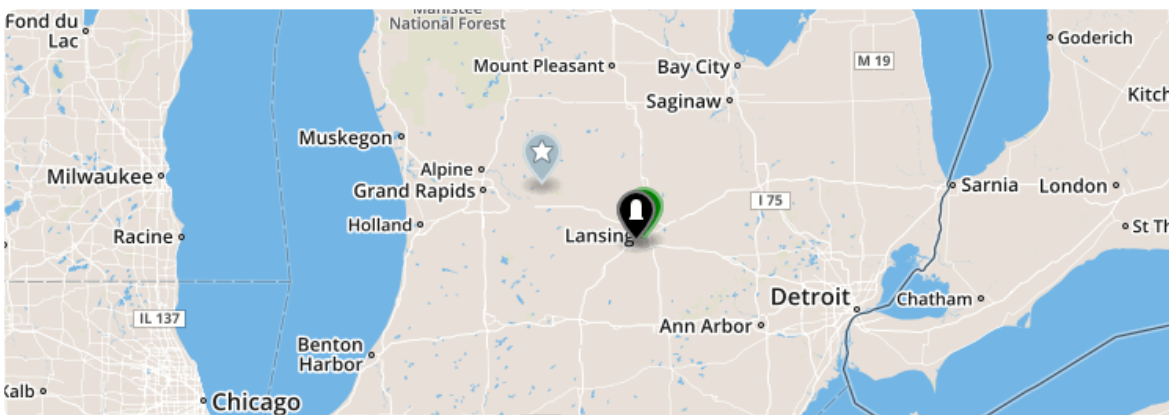 Manistee
National Forest
Fond du
Lac
Goderich
Mount Pleasant
Bay City
M 19
Saginaw
Kitch
Muskegon
Alpine
Milwaukee
Grand Rapids
Sarnia
London
I 75
Holland
St Th
Racine
Lansing
Detroit
Chatham
IL 137
Ann Arbor
Benton
Harbor
Kalb
Chicago